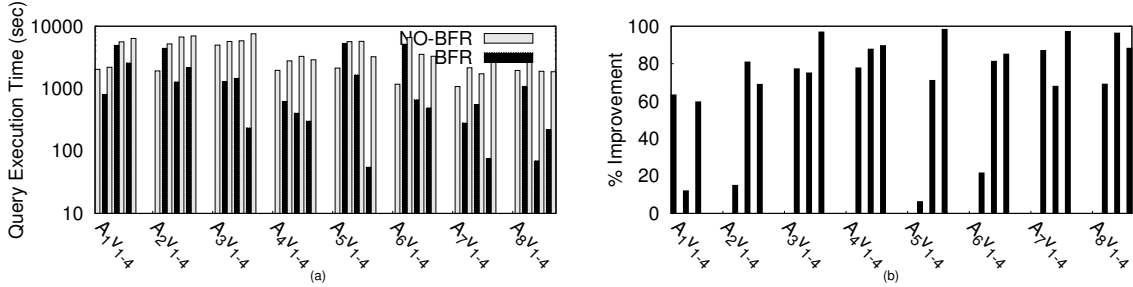 Query Execution Time (sec)
10000
1000
100
10
NO-BFR
BFR
A1v1-4
A2v1-4
A3v1-4
A4v1-4
A5v1-4
A6v1-4
A7v1-4
A8v1-4
(a)
% Improvement
100
80
60
40
20
0
A1v1-4
A2v1-4
A3v1-4
A4v1-4
A5v1-4
A6v1-4
A7v1-4
A8v1-4
(b)